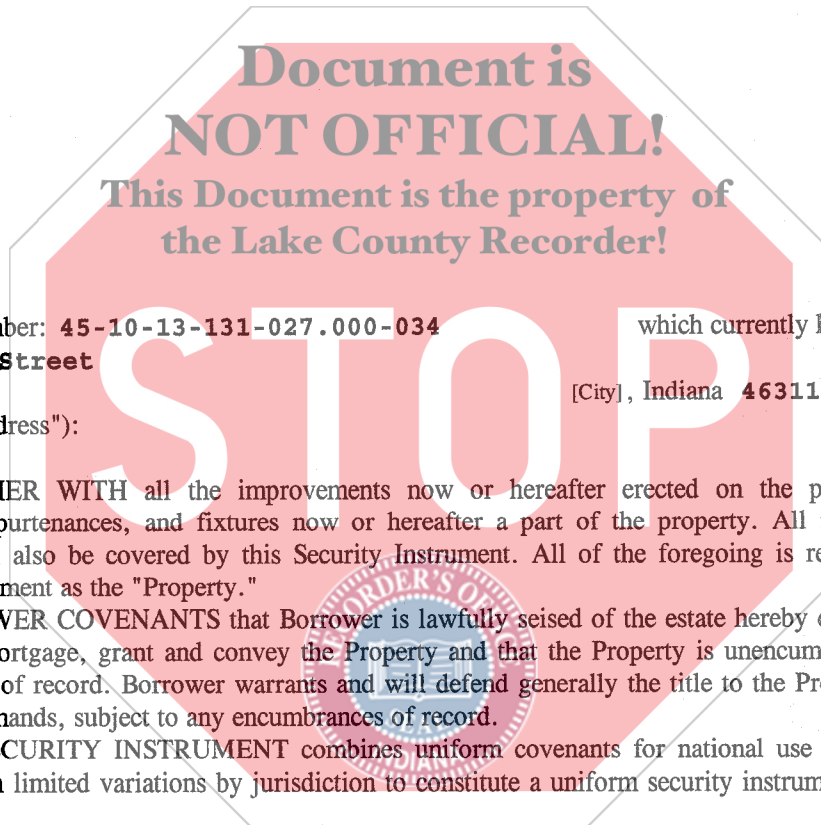 Document is
NOT OFFICIAL!
This Document is the property of
the Lake County Recorder!
STOP
ber: 45-10-13-131-027.000-034 which currently
Street
[City], Indiana 46311
dress"):
ER WITH all the improvements now or hereafter erected on the p
purtenances, and fixtures now or hereafter a part of the property. All
also be covered by this Security Instrument. All of the foregoing is re
ment as the "Property."
WER COVENANTS that Borrower is lawfully seised of the estate hereby
ortgage, grant and convey the Property and that the Property is unencum
of record. Borrower warrants and will defend generally the title to the Pr
mands, subject to any encumbrances of record.
CURITY INSTRUMENT combines uniform covenants for national use
limited variations by jurisdiction to constitute a uniform security instrum
RECORDER'S OF
INDIANA